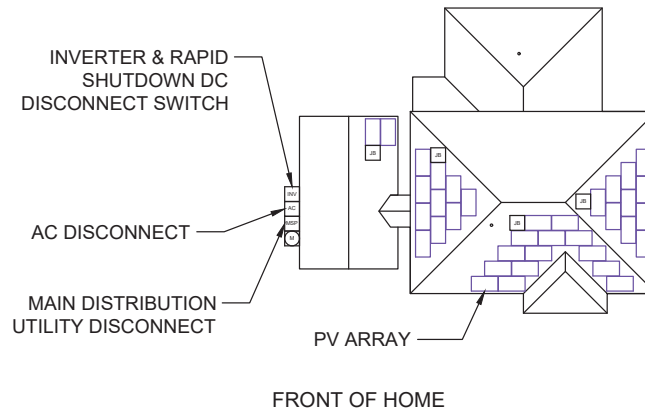 INVERTER & RAPID
SHUTDOWN DC
DISCONNECT SWITCH
JB
JB
INV
AC
MSP
M
JB
JB
AC DISCONNECT
MAIN DISTRIBUTION
UTILITY DISCONNECT
PV ARRAY
FRONT OF HOME